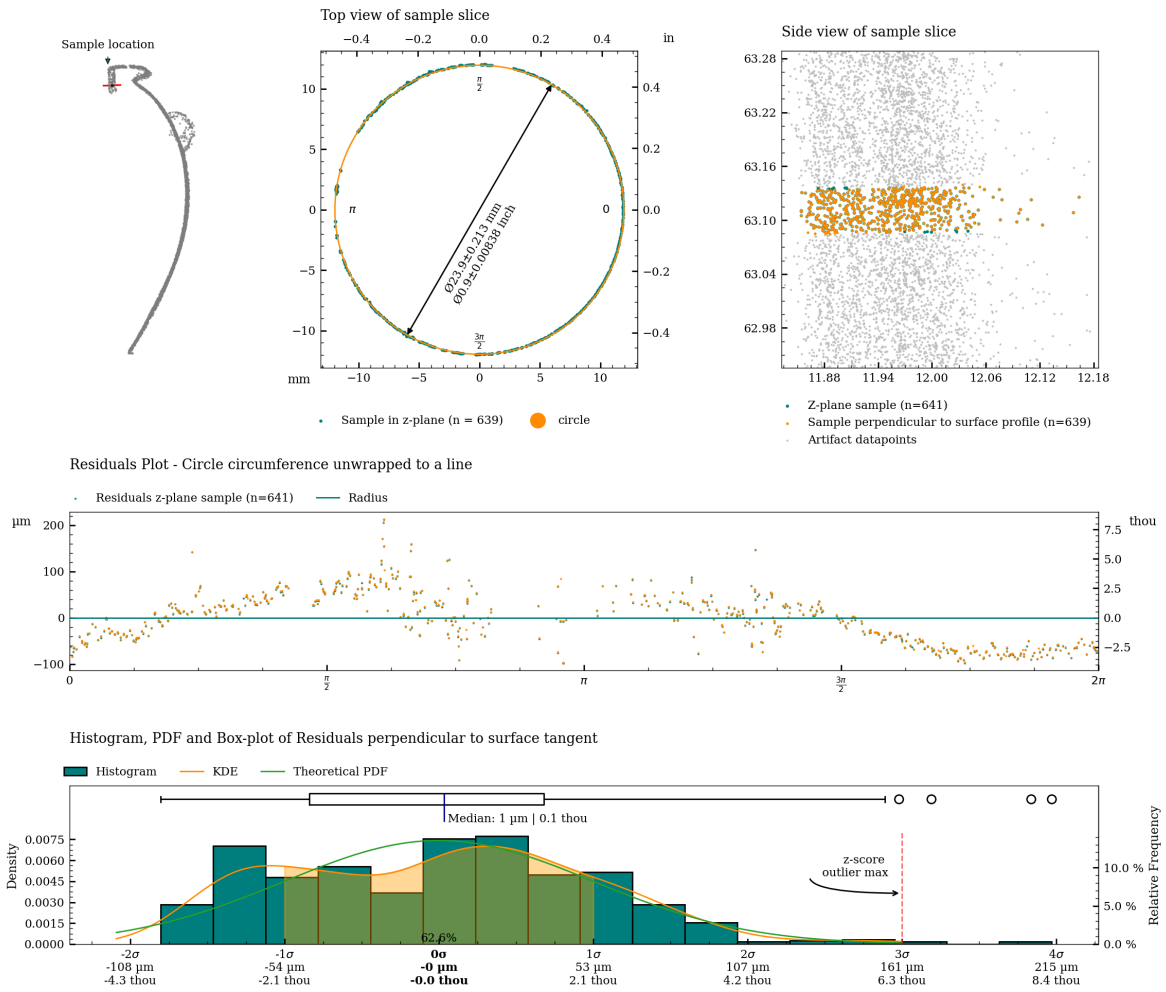 Sample location
Top view of sample slice
−0.4 −0.2 0.0 0.2 0.4 in
10
5
0
−5
−10
mm
−10 −5 0 5 10
0.4
0.2
0.0
−0.2
−0.4
π/2
π
0
3π/2
Ø23.9±0.213 mm
Ø0.9±0.00838 inch
Sample in z-plane (n = 639) circle
Side view of sample slice
63.28
63.22
63.16
63.10
63.04
62.98
11.88 11.94 12.00 12.06 12.12 12.18
Z-plane sample (n=641)
Sample perpendicular to surface profile (n=639)
Artifact datapoints
Residuals Plot - Circle circumference unwrapped to a line
Residuals z-plane sample (n=641) Radius
µm
200
100
0
−100
thou
7.5
5.0
2.5
0.0
−2.5
0 π/2 π 3π/2 2π
Histogram, PDF and Box-plot of Residuals perpendicular to surface tangent
Histogram KDE Theoretical PDF
Median: 1 µm | 0.1 thou
Density
0.0075
0.0060
0.0045
0.0030
0.0015
0.0000
z-score
outlier max
62.6%
10.0 %
5.0 %
0.0 %
Relative Frequency
-2σ -1σ 0σ 1σ 2σ 3σ 4σ
-108 µm -54 µm -0 µm 53 µm 107 µm 161 µm 215 µm
-4.3 thou -2.1 thou -0.0 thou 2.1 thou 4.2 thou 6.3 thou 8.4 thou